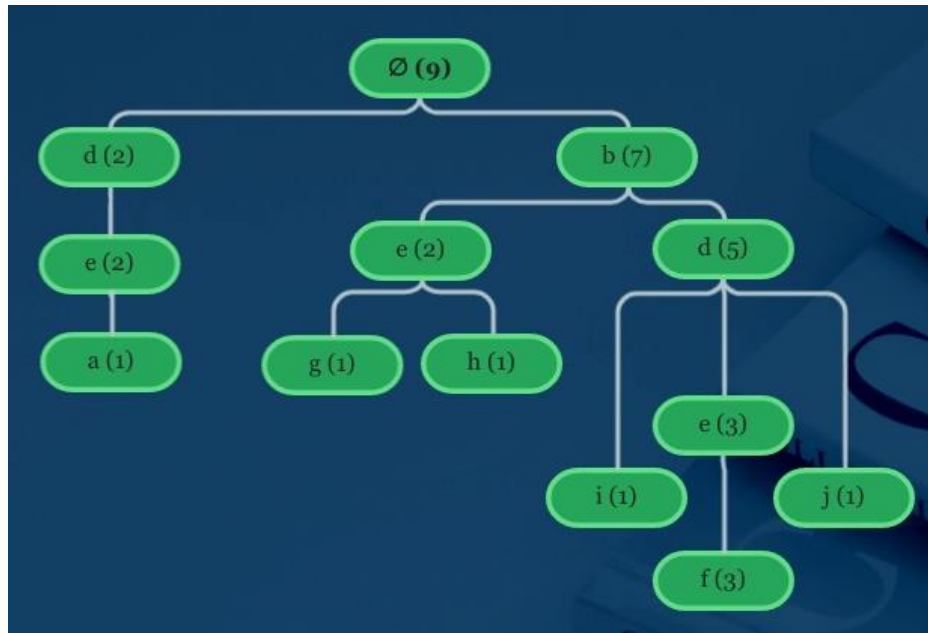 ∅ (9)
d (2)
b (7)
e (2)
e (2)
d (5)
a (1)
g (1)
h (1)
e (3)
i (1)
j (1)
f (3)